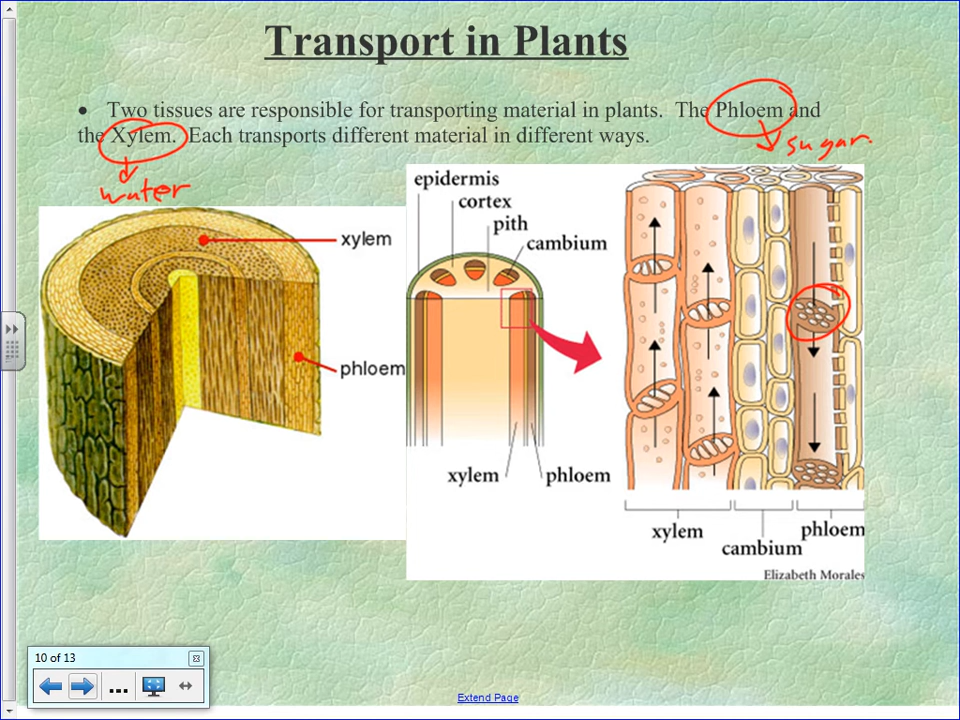 Transport in Plants
• Two tissues are responsible for transporting material in plants. The Phloem and
the Xylem. Each transports different material in different ways.
sugar.
water
xylem
phloem
epidermis
cortex
pith
cambium
xylem
phloem
xylem
cambium
phloem
Elizabeth Morales
10 of 13
...
Extend Page